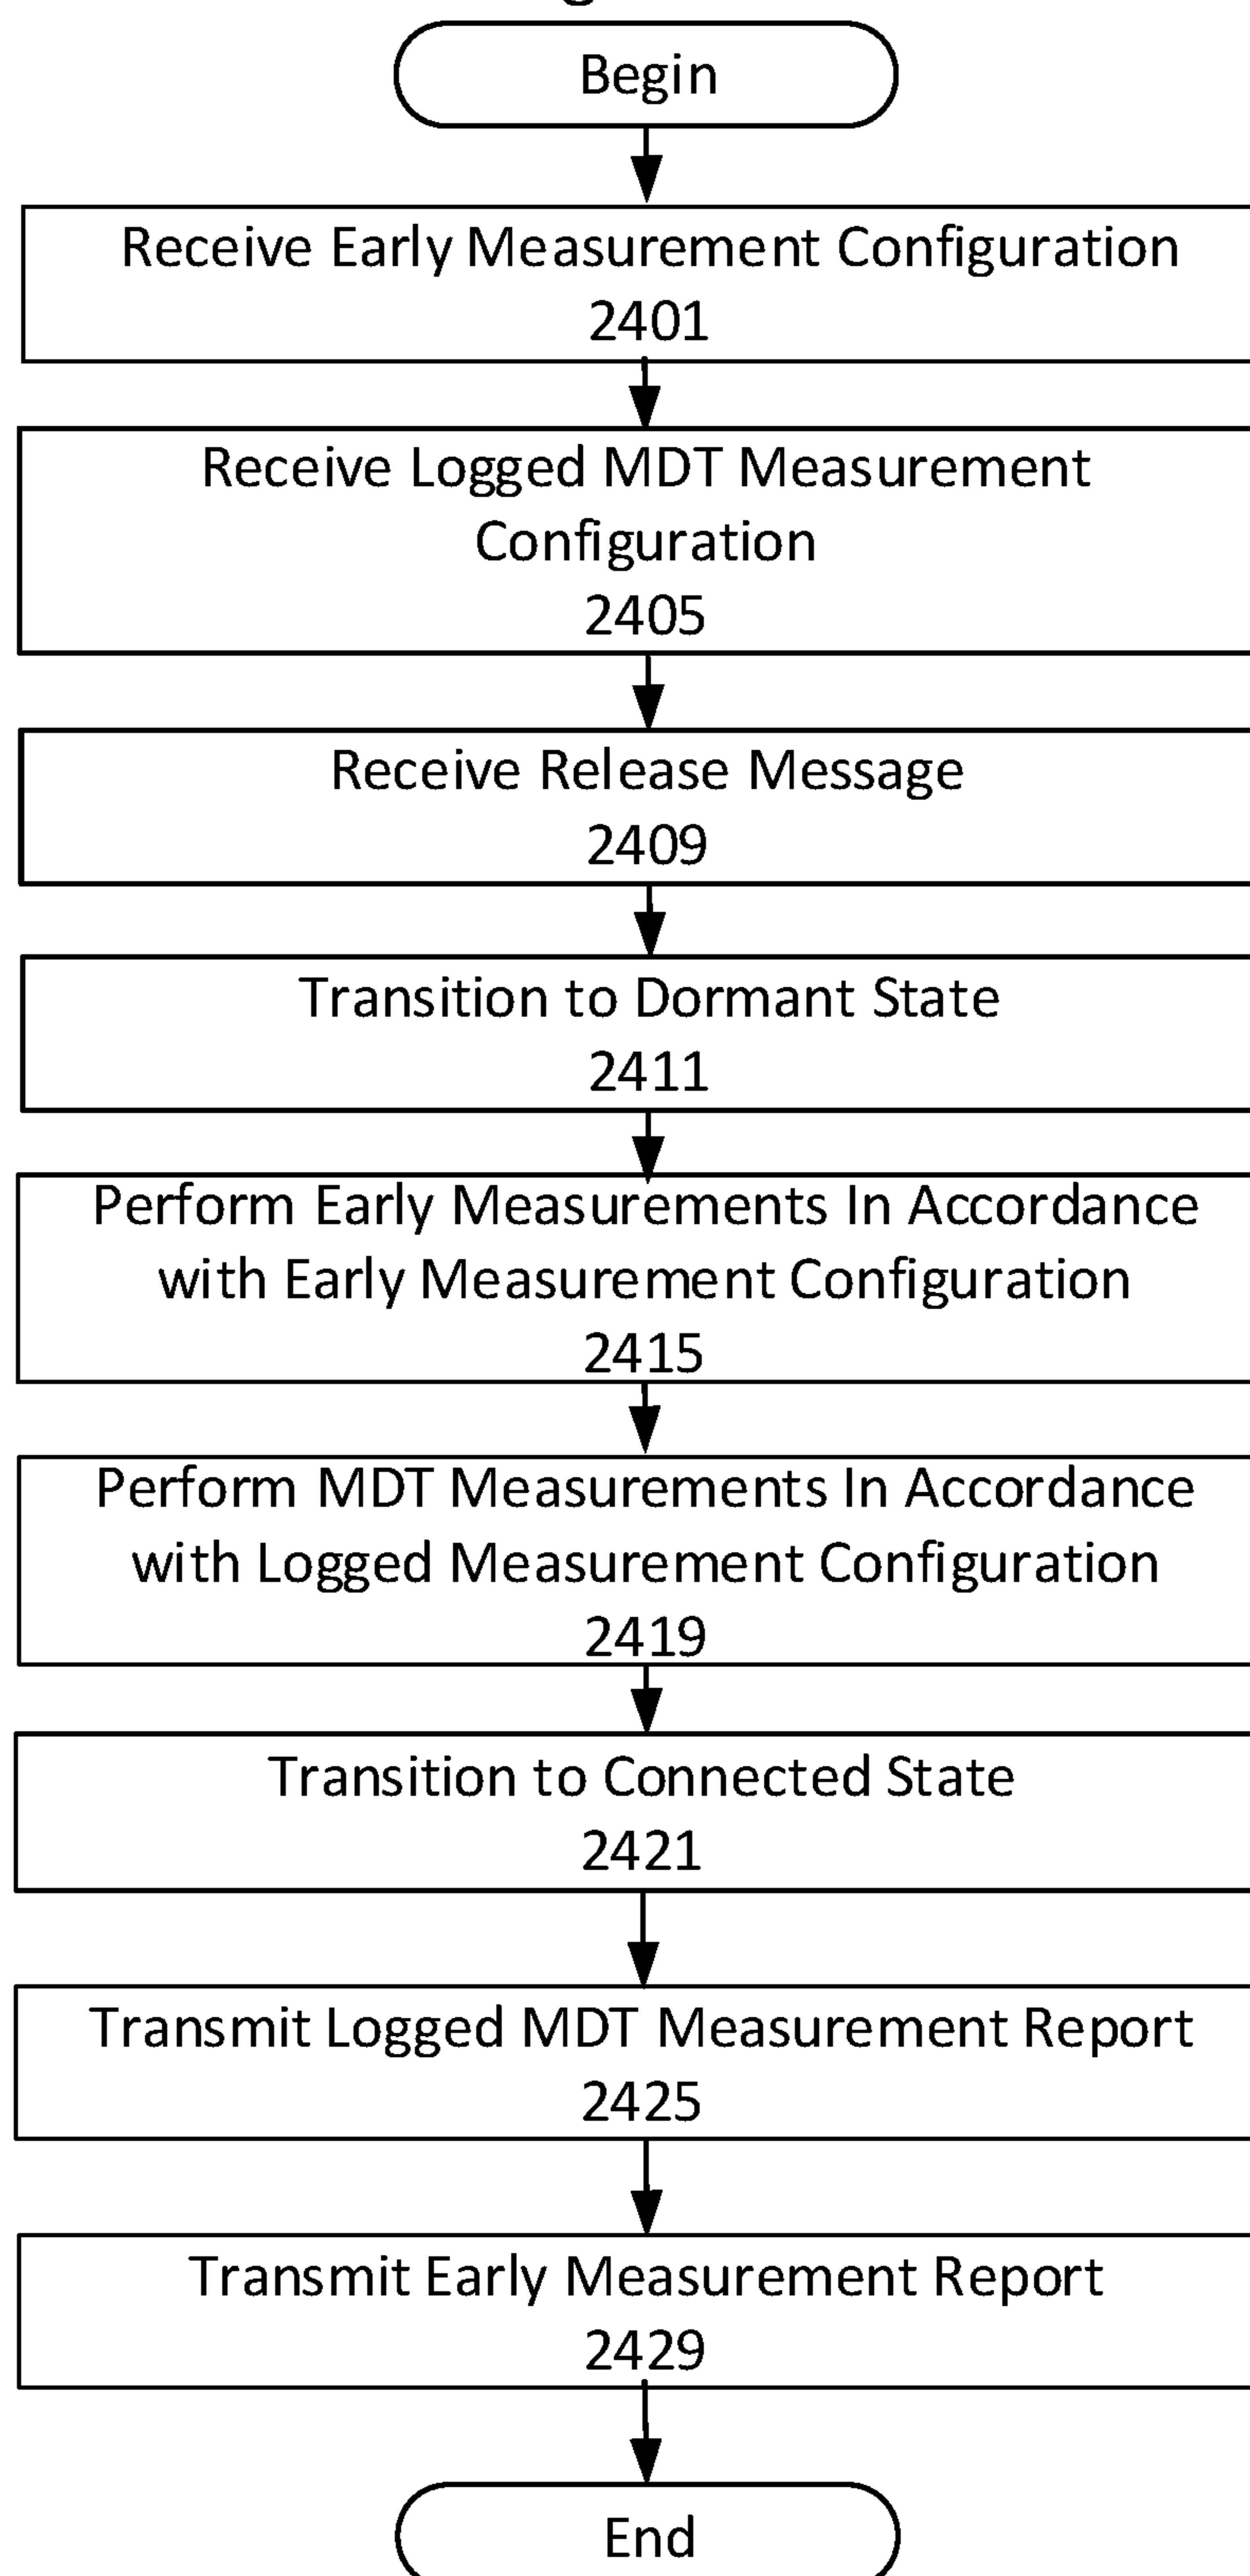 Begin
Receive Early Measurement Configuration
2401
Receive Logged MDT Measurement
Configuration
2405
Receive Release Message
2409
Transition to Dormant State
2411
Perform Early Measurements In Accordance
with Early Measurement Configuration
2415
Perform MDT Measurements In Accordance
with Logged Measurement Configuration
2419
Transition to Connected State
2421
Transmit Logged MDT Measurement Report
2425
Transmit Early Measurement Report
2429
End